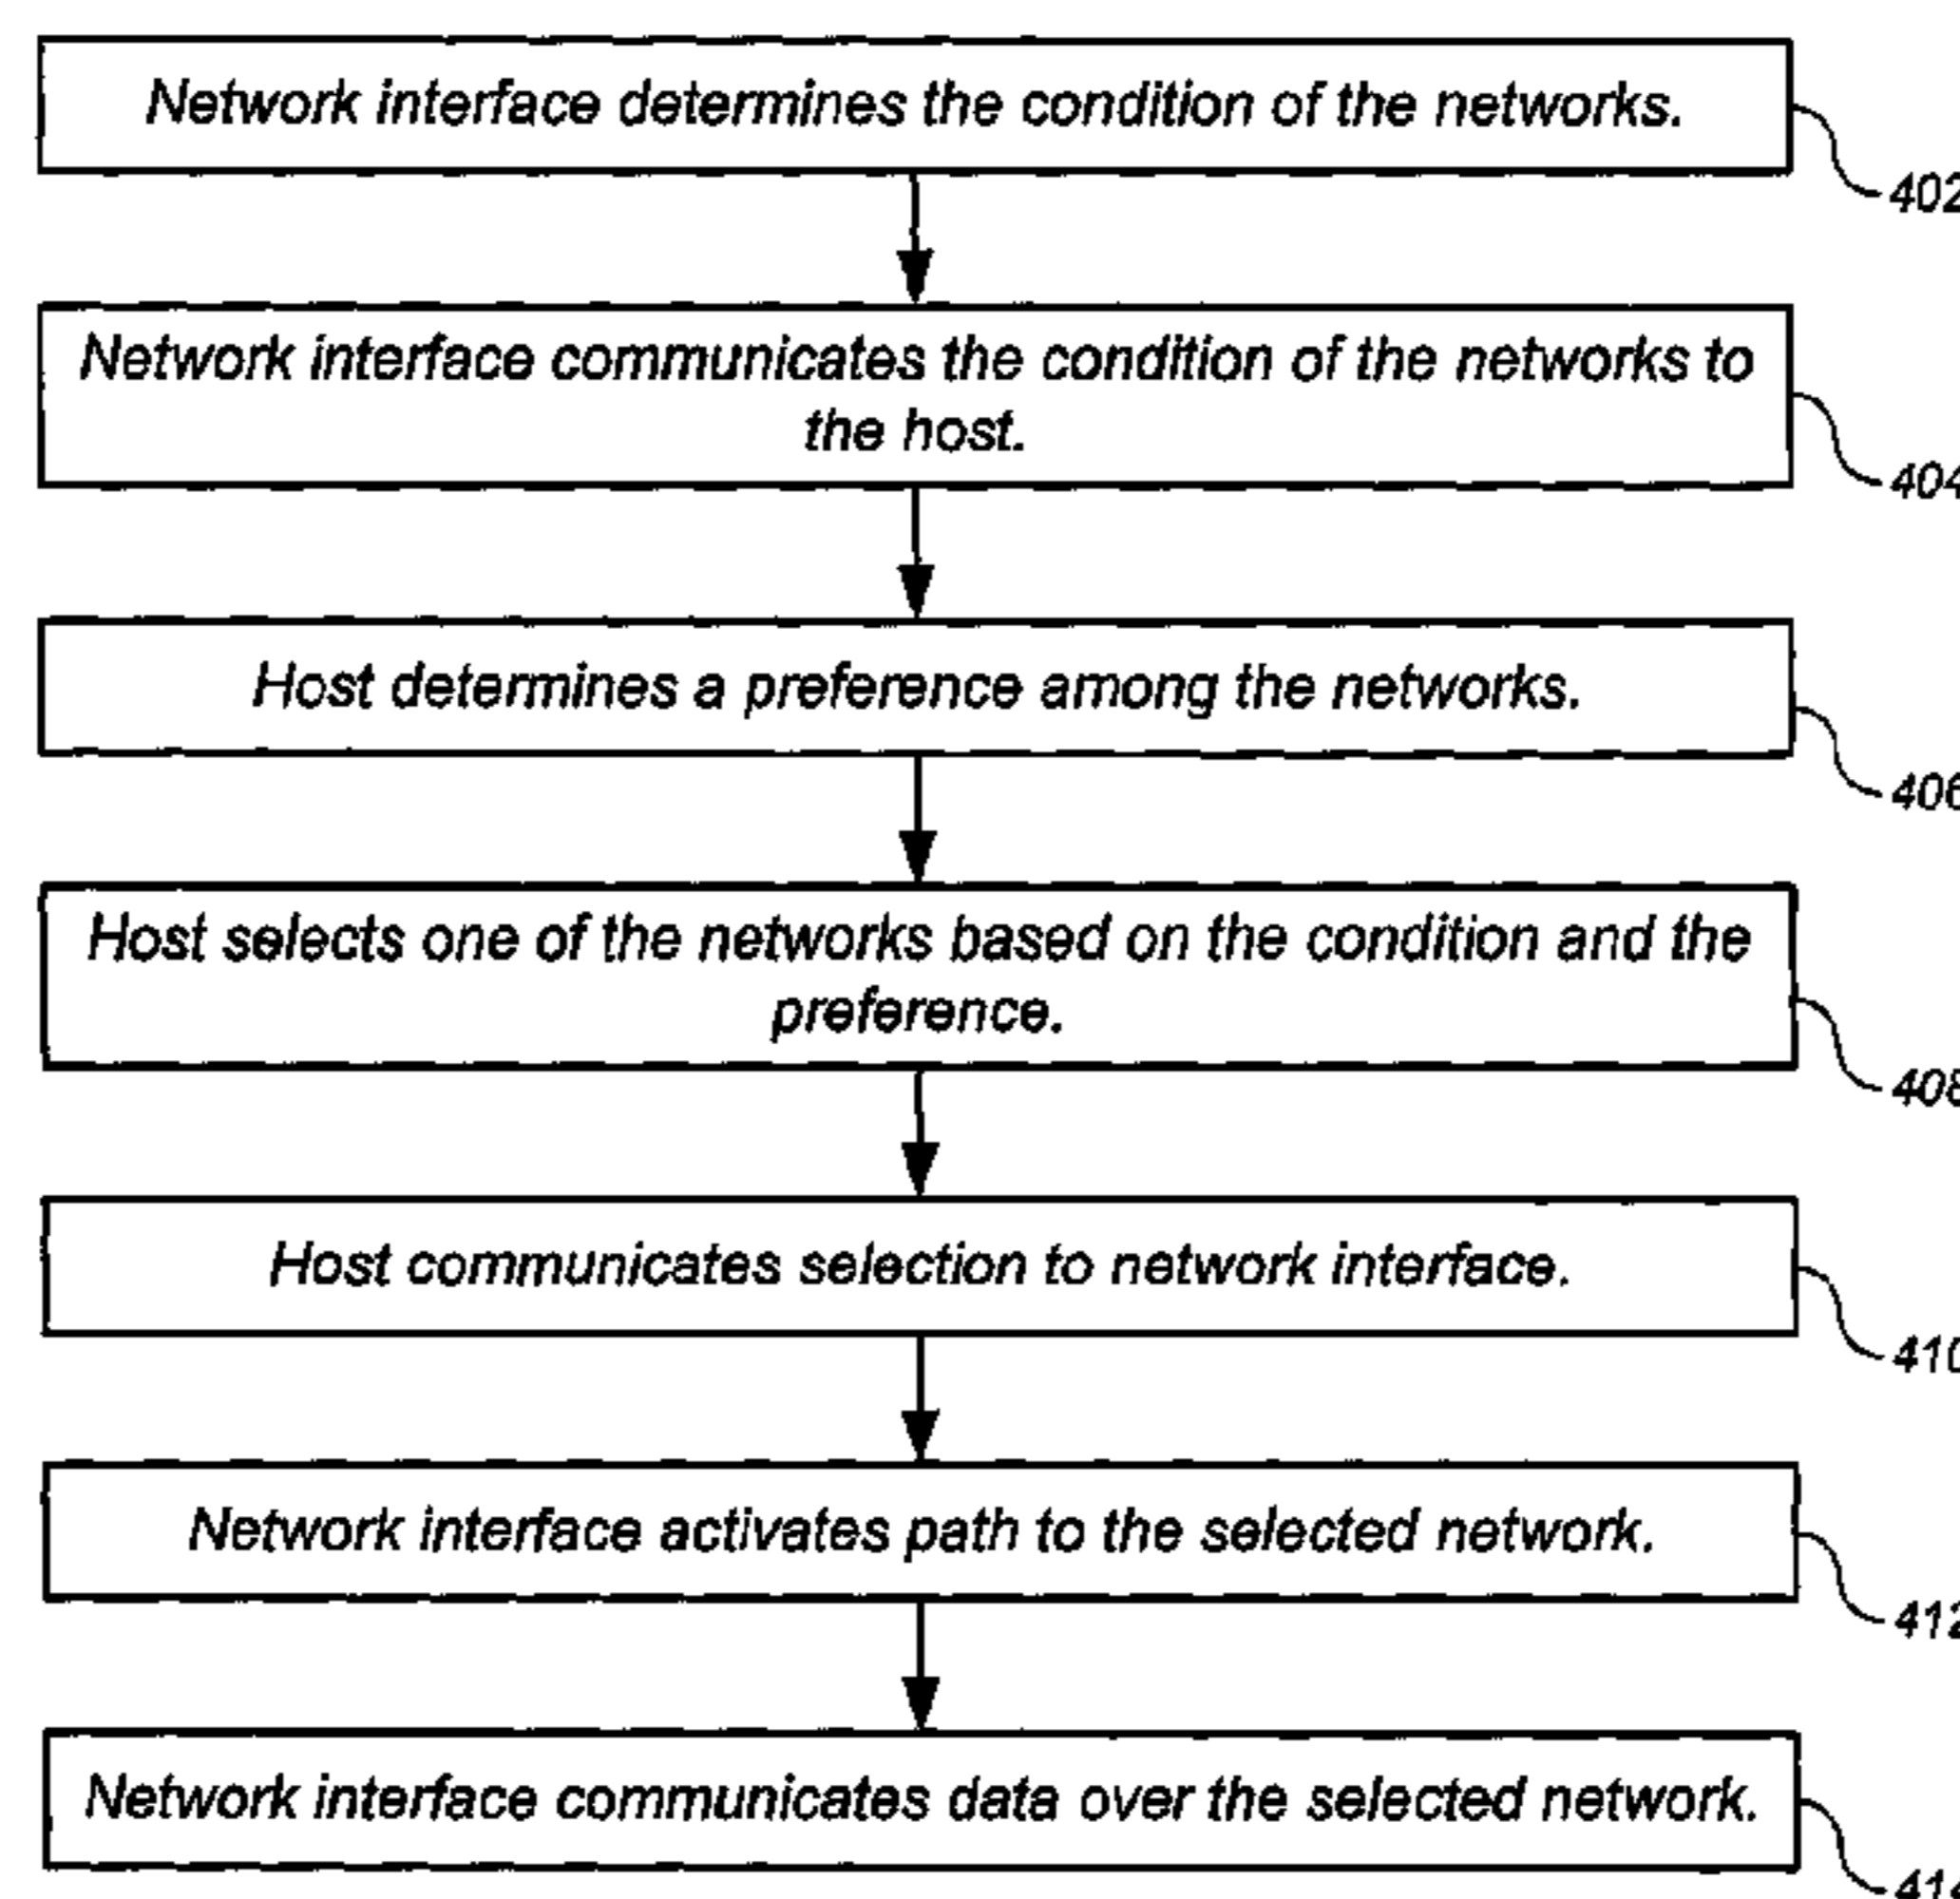 Network interface determines the condition of the networks.
402
Network interface communicates the condition of the networks to
the host.
404
Host determines a preference among the networks.
406
Host selects one of the networks based on the condition and the
preference.
408
Host communicates selection to network interface.
410
Network interface activates path to the selected network.
412
Network interface communicates data over the selected network.